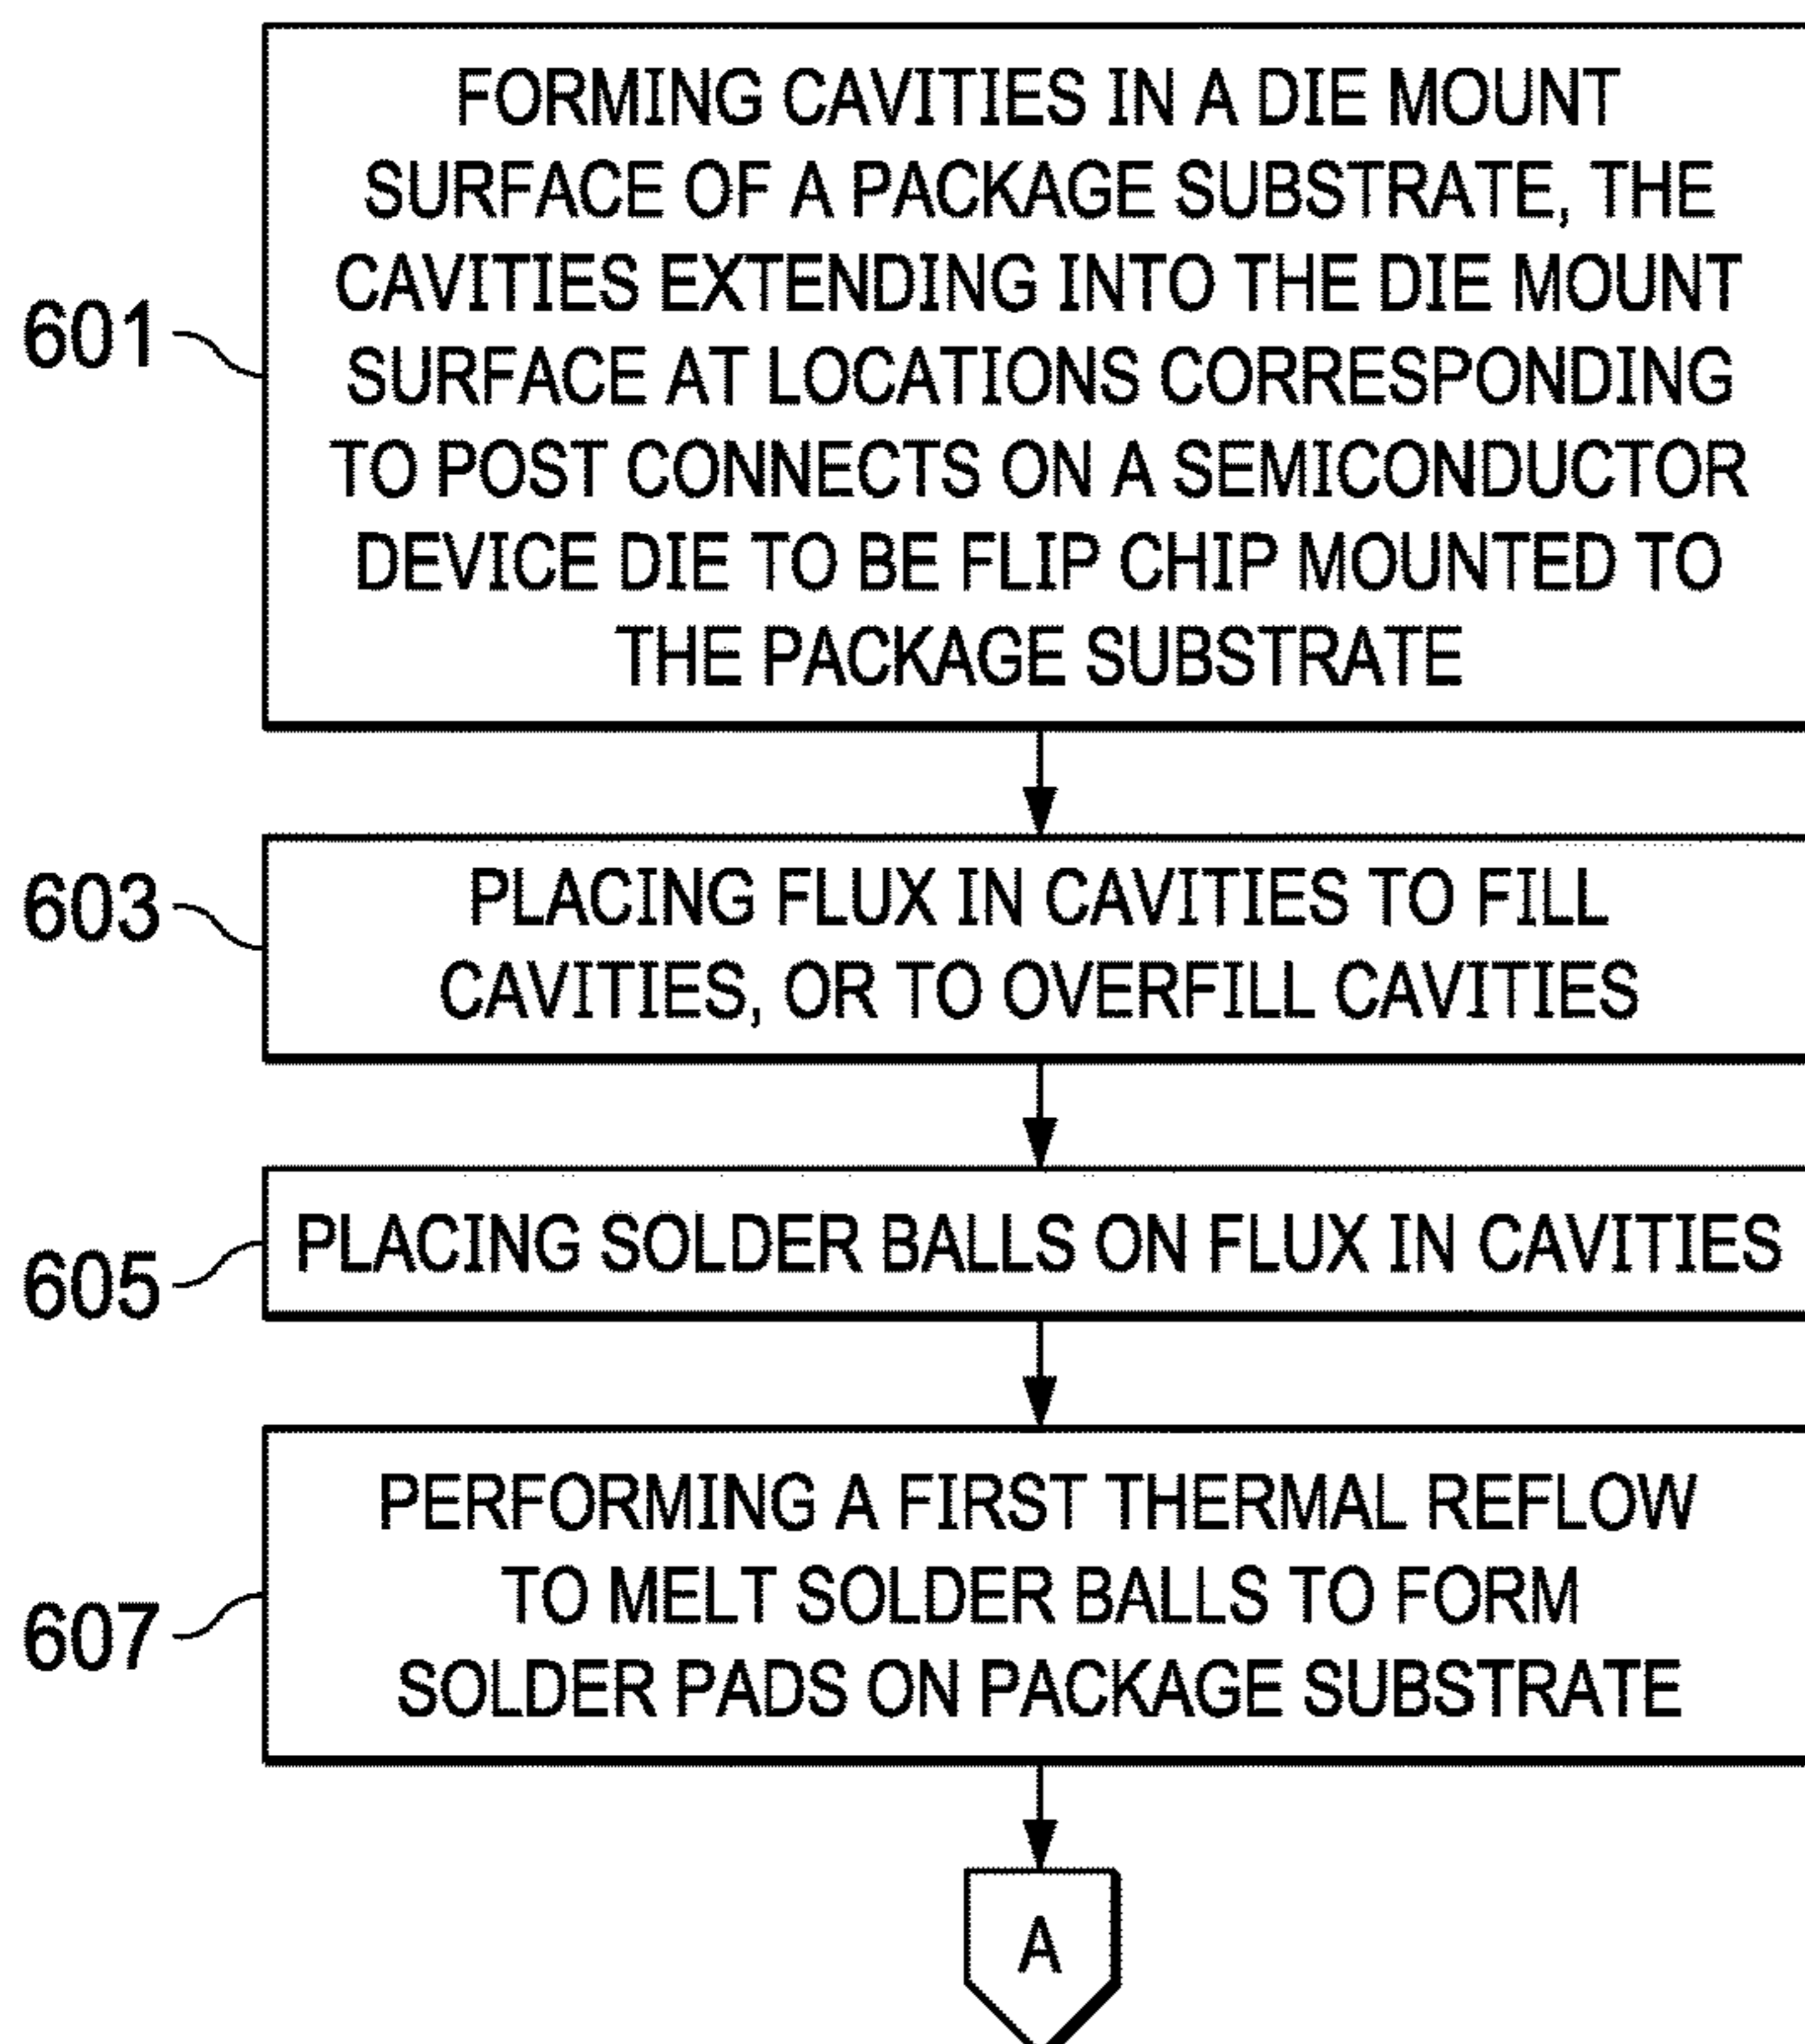 FORMING CAVITIES IN A DIE MOUNT
SURFACE OF A PACKAGE SUBSTRATE, THE
CAVITIES EXTENDING INTO THE DIE MOUNT
601
SURFACE AT LOCATIONS CORRESPONDING
TO POST CONNECTS ON A SEMICONDUCTOR
DEVICE DIE TO BE FLIP CHIP MOUNTED TO
THE PACKAGE SUBSTRATE
603
PLACING FLUX IN CAVITIES TO FILL
CAVITIES, OR TO OVERFILL CAVITIES
605
PLACING SOLDER BALLS ON FLUX IN CAVITIES
607
PERFORMING A FIRST THERMAL REFLOW
TO MELT SOLDER BALLS TO FORM
SOLDER PADS ON PACKAGE SUBSTRATE
A